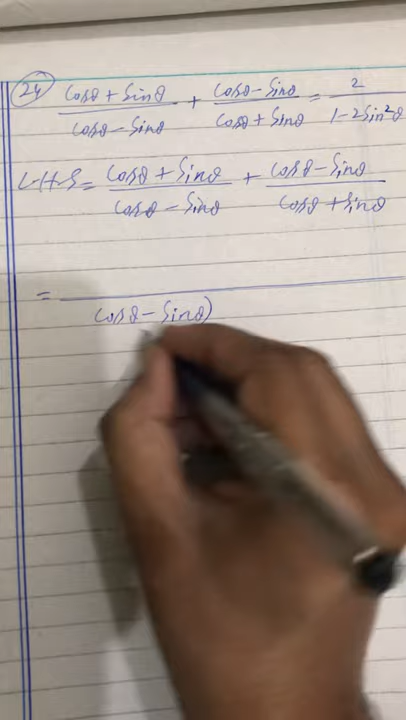 24 (cosθ + sinθ)/(cosθ - sinθ) + (cosθ - sinθ)/(cosθ + sinθ) = 2/(1 - 2sin²θ
LHS = (cosθ + sinθ)/(cosθ - sinθ) + (cosθ - sinθ)/(cosθ + sinθ)
= 
cosθ - sinθ)